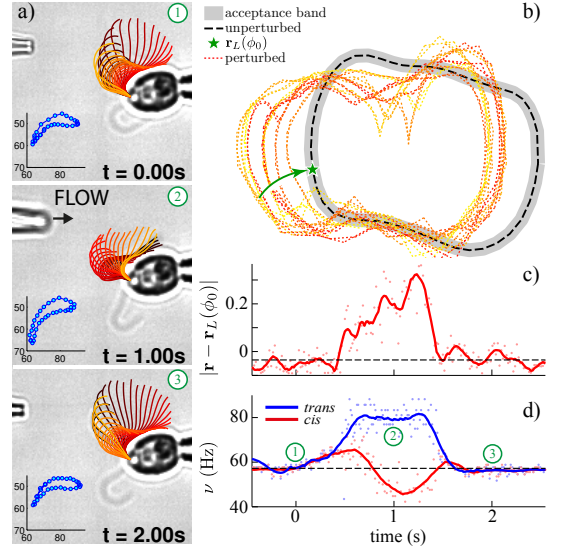 a)
1
50
60
70
60 80
t = 0.00s
2
FLOW
50
60
70
60 80
t = 1.00s
3
50
60
70
60 80
t = 2.00s
b)
acceptance band
unperturbed
r_L(ϕ₀)
perturbed
c)
|r − r_L(ϕ₀)|
0.2
0
d)
trans
cis
1
2
3
ν (Hz)
80
60
40
0 1 2
time (s)